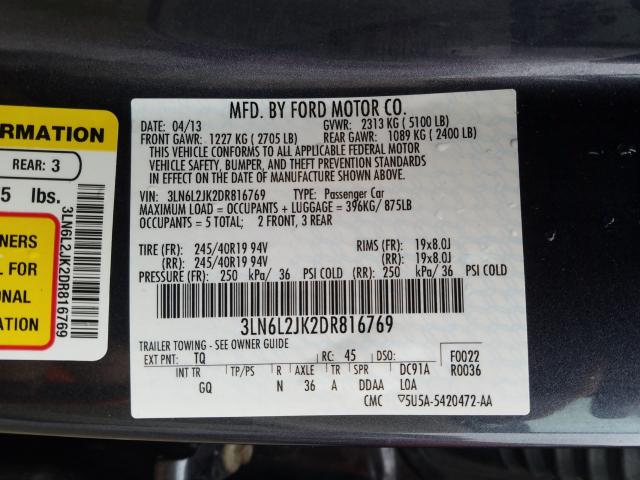 ORMATION
REAR: 3
5 lbs.
NERS
L FOR
ONAL
N.
3LN6L2JK2DR816769
MFD. BY FORD MOTOR CO.
DATE: 04/13 GVWR: 2313 KG ( 5100 LB)
FRONT GAWR: 1227 KG ( 2705 LB) REAR GAWR: 1089 KG ( 2400 LB)
THIS VEHICLE CONFORMS TO ALL APPLICABLE FEDERAL MOTOR
VEHICLE SAFETY, BUMPER, AND THEFT PREVENTION STANDARDS
IN EFFECT ON THE DATE OF MANUFACTURE SHOWN ABOVE.
VIN: 3LN6L2JK2DR816769 TYPE: Passenger Car
MAXIMUM LOAD = OCCUPANTS + LUGGAGE = 396KG/ 875LB
OCCUPANTS = 5 TOTAL; 2 FRONT, 3 REAR
TIRE (FR): 245/40R19 94V RIMS (FR): 19x8.0J
(RR): 245/40R19 94V (RR): 19x8.0J
PRESSURE (FR): 250 kPa/ 36 PSI COLD (RR): 250 kPa/ 36 PSI COLD
3LN6L2JK2DR816769
TRAILER TOWING - SEE OWNER GUIDE
EXT PNT: TQ RC: 45 DSO: F0022
INT TR TP/PS R AXLE TR SPR DC91A R0036
GQ N 36 A DDAA LOA
CMC ▽5U5A-5420472-AA